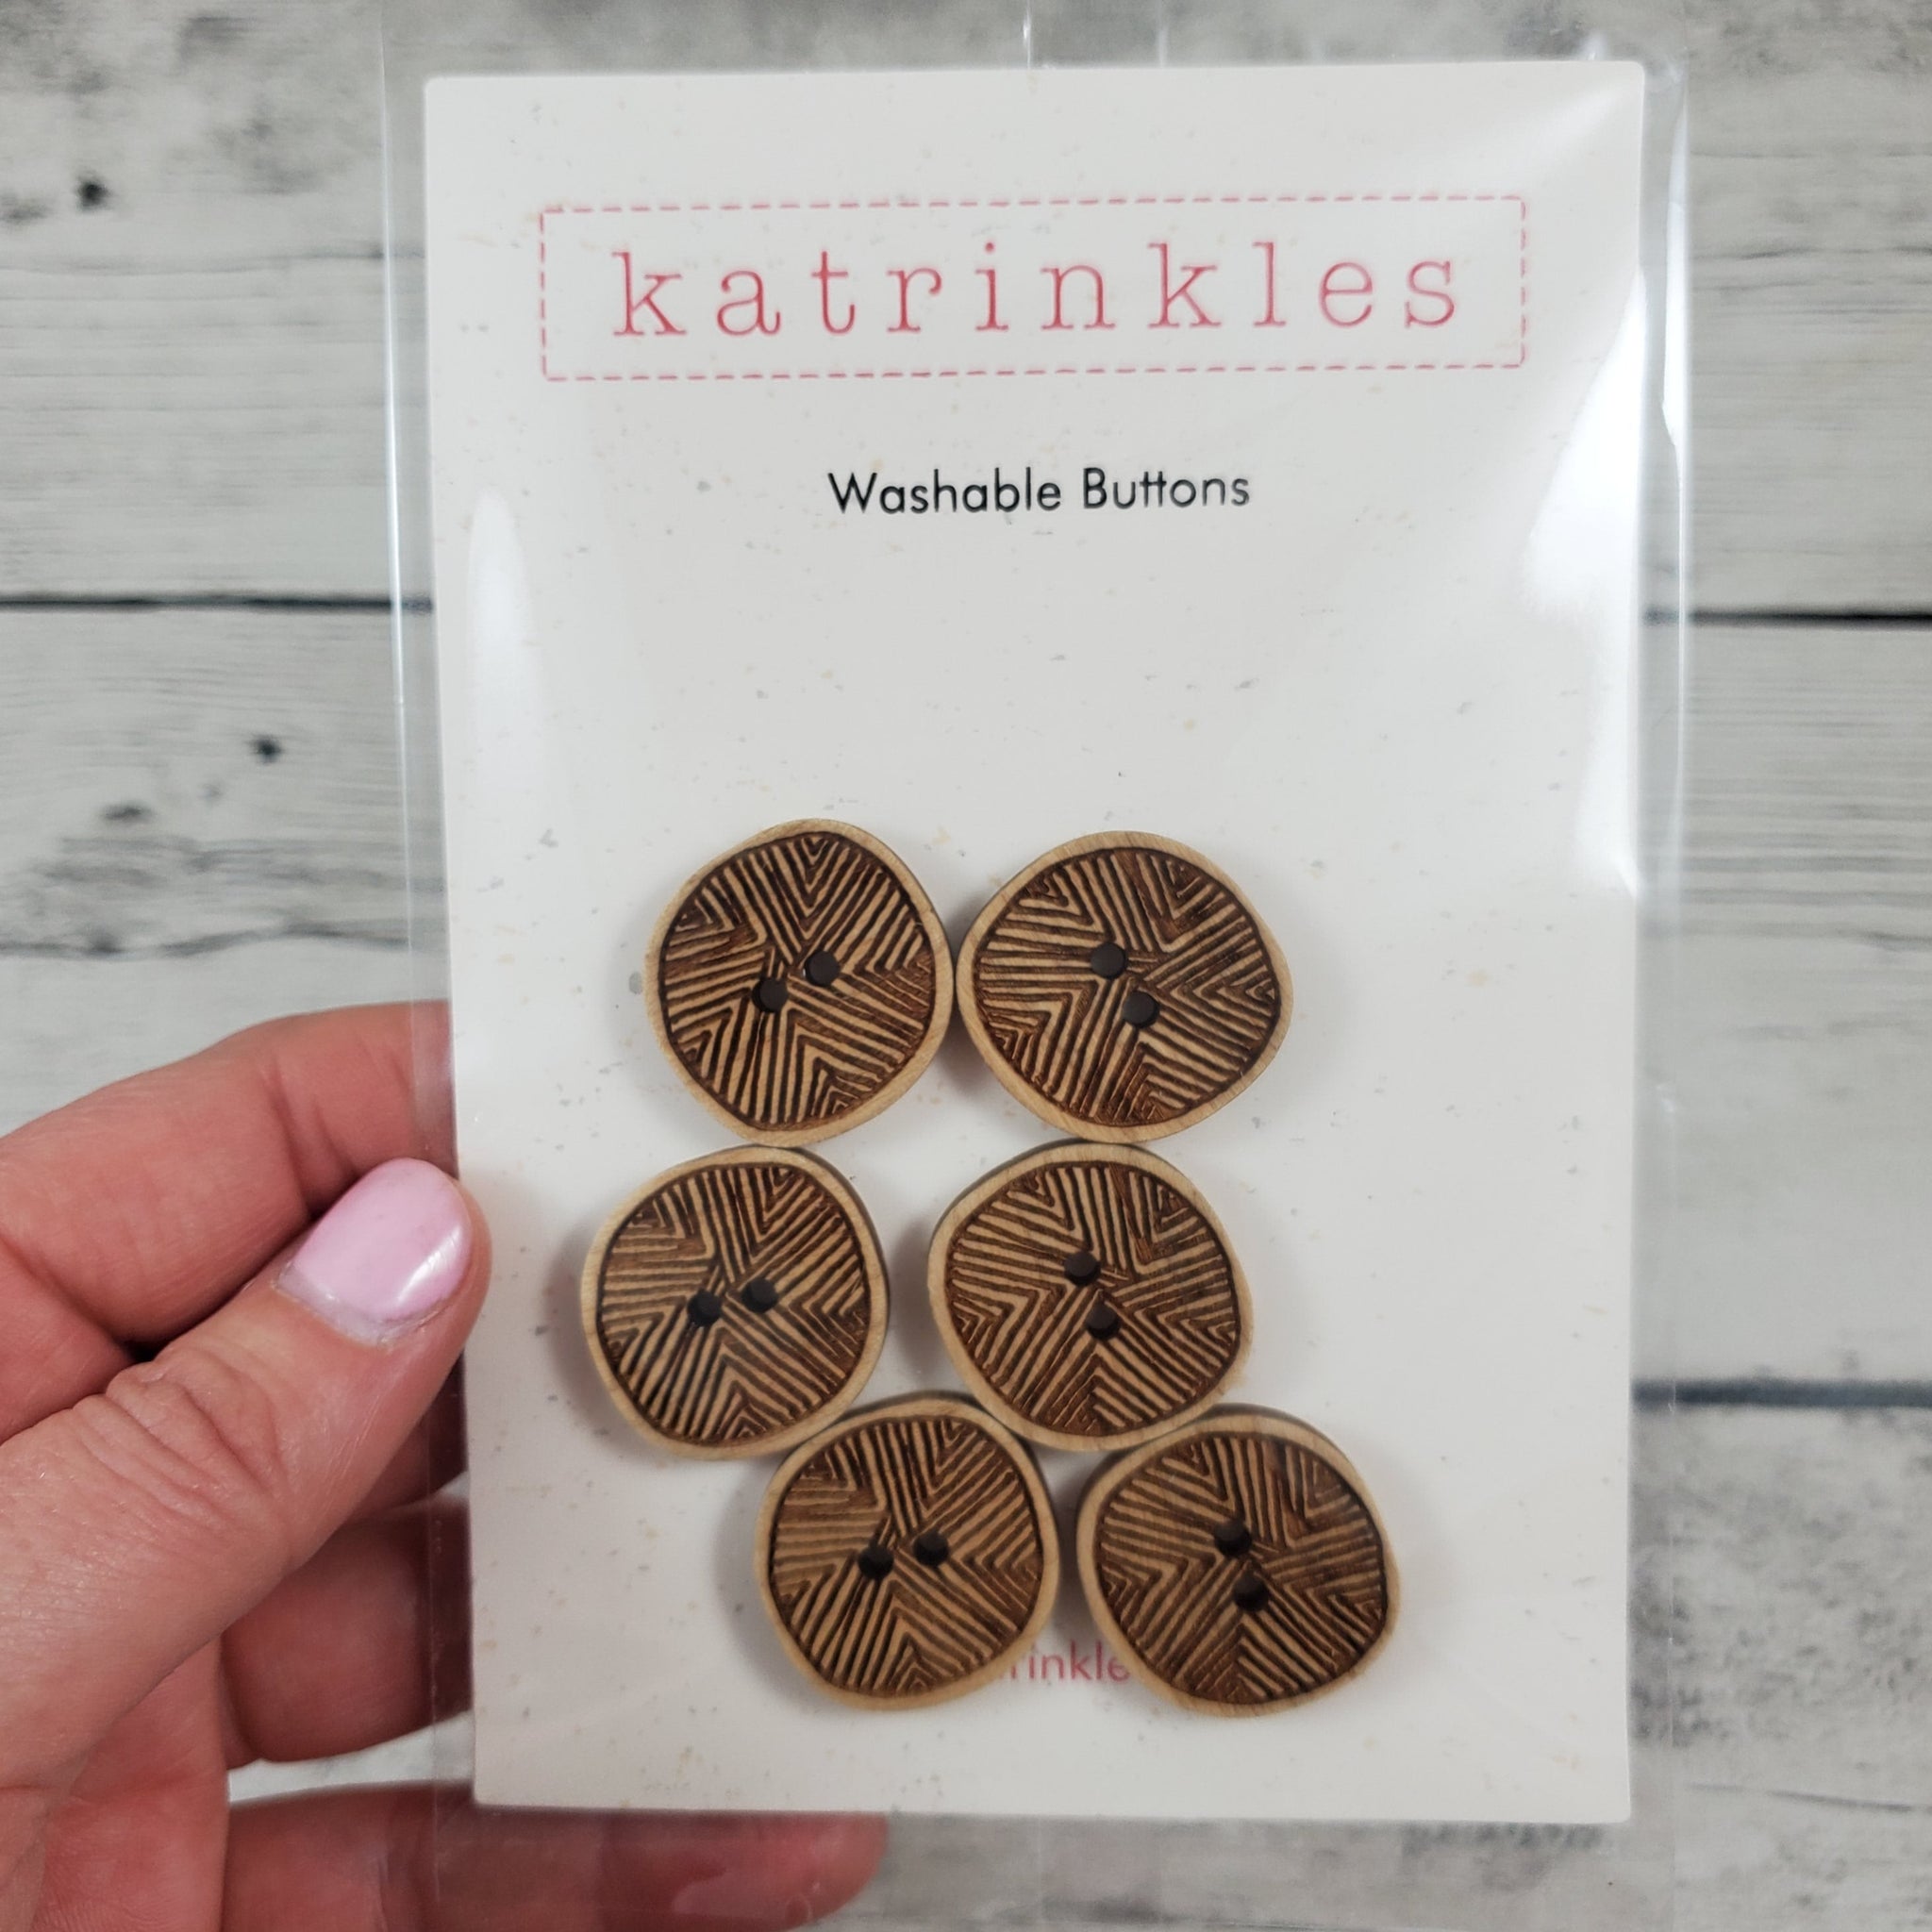 katrinkles
Washable Buttons